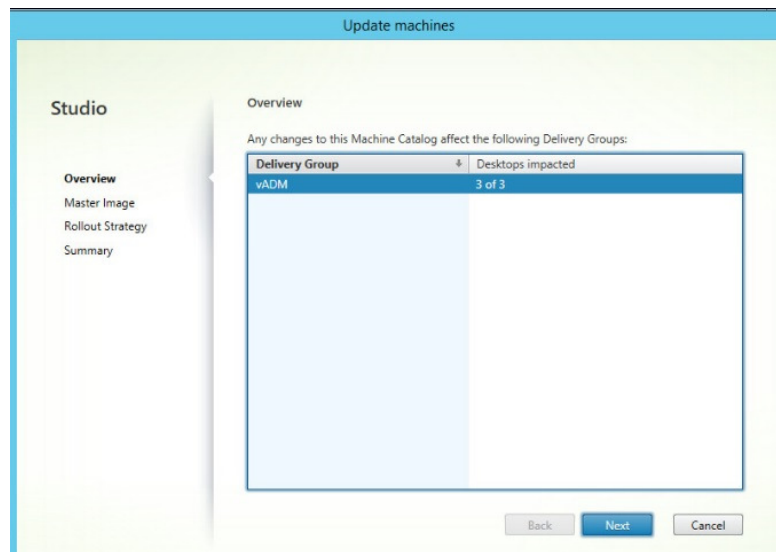 Update machines
Studio
Overview
Master Image
Rollout Strategy
Summary
Overview
Any changes to this Machine Catalog affect the following Delivery Groups:
Delivery Group Desktops impacted
vADM 3 of 3
Back Next Cancel